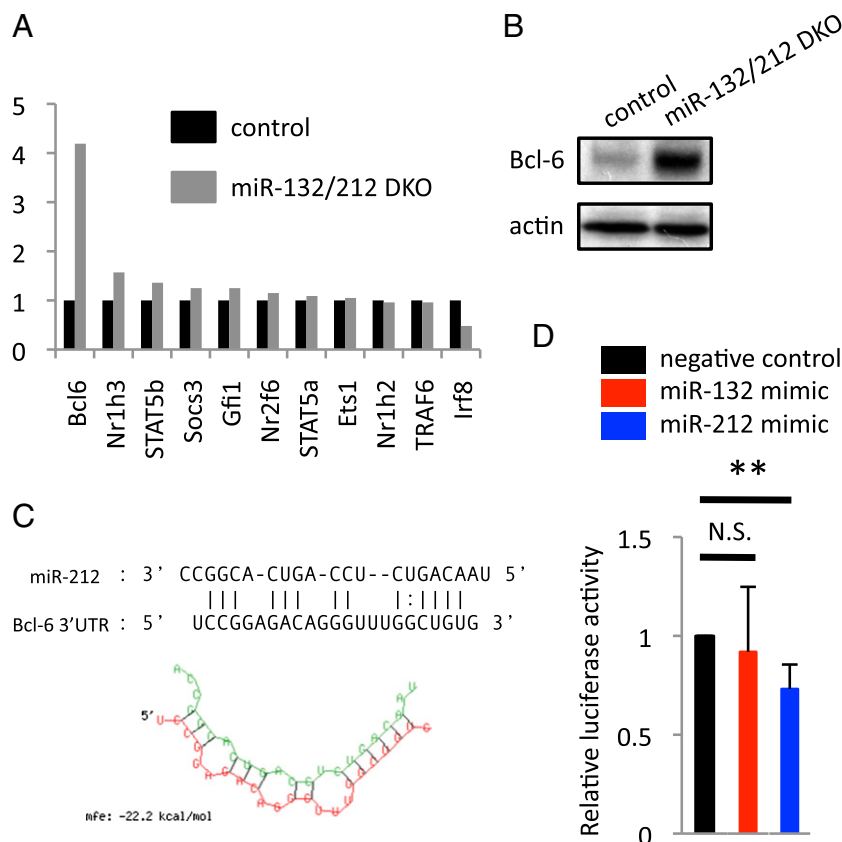 A
5
4
3
2
1
0
control
miR-132/212 DKO
Bcl6
Nr1h3
STAT5b
Socs3
Gfi1
Nr2f6
STAT5a
Ets1
Nr1h2
TRAF6
Irf8
B
control
miR-132/212 DKO
Bcl-6
actin
C
miR-212 : 3’ CCGGCA-CUGA-CCU--CUGACAAU 5’
||| ||| || |:||||
Bcl-6 3’UTR : 5’ UCCGGAGACAGGGUUUGGCUGUG 3’
5'
mfe: -22.2 kcal/mol
D
negative control
miR-132 mimic
miR-212 mimic
**
N.S.
Relative luciferase activity
1.5
1
0.5
0